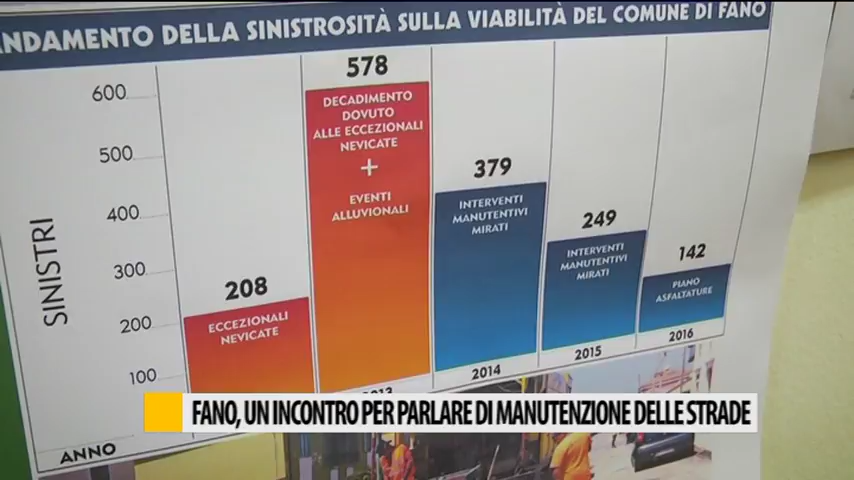 ANDAMENTO DELLA SINISTROSITÀ SULLA VIABILITÀ DEL COMUNE DI FANO
SINISTRI
600
500
400
300
200
100
208
ECCEZIONALI
NEVICATE
578
DECADIMENTO
DOVUTO
ALLE ECCEZIONALI
NEVICATE
+
EVENTI
ALLUVIONALI
379
INTERVENTI
MANUTENTIVI
MIRATI
249
INTERVENTI
MANUTENTIVI
MIRATI
142
PIANO
ASFALTATURE
ANNO
2013
2014
2015
2016
FANO, UN INCONTRO PER PARLARE DI MANUTENZIONE DELLE STRADE